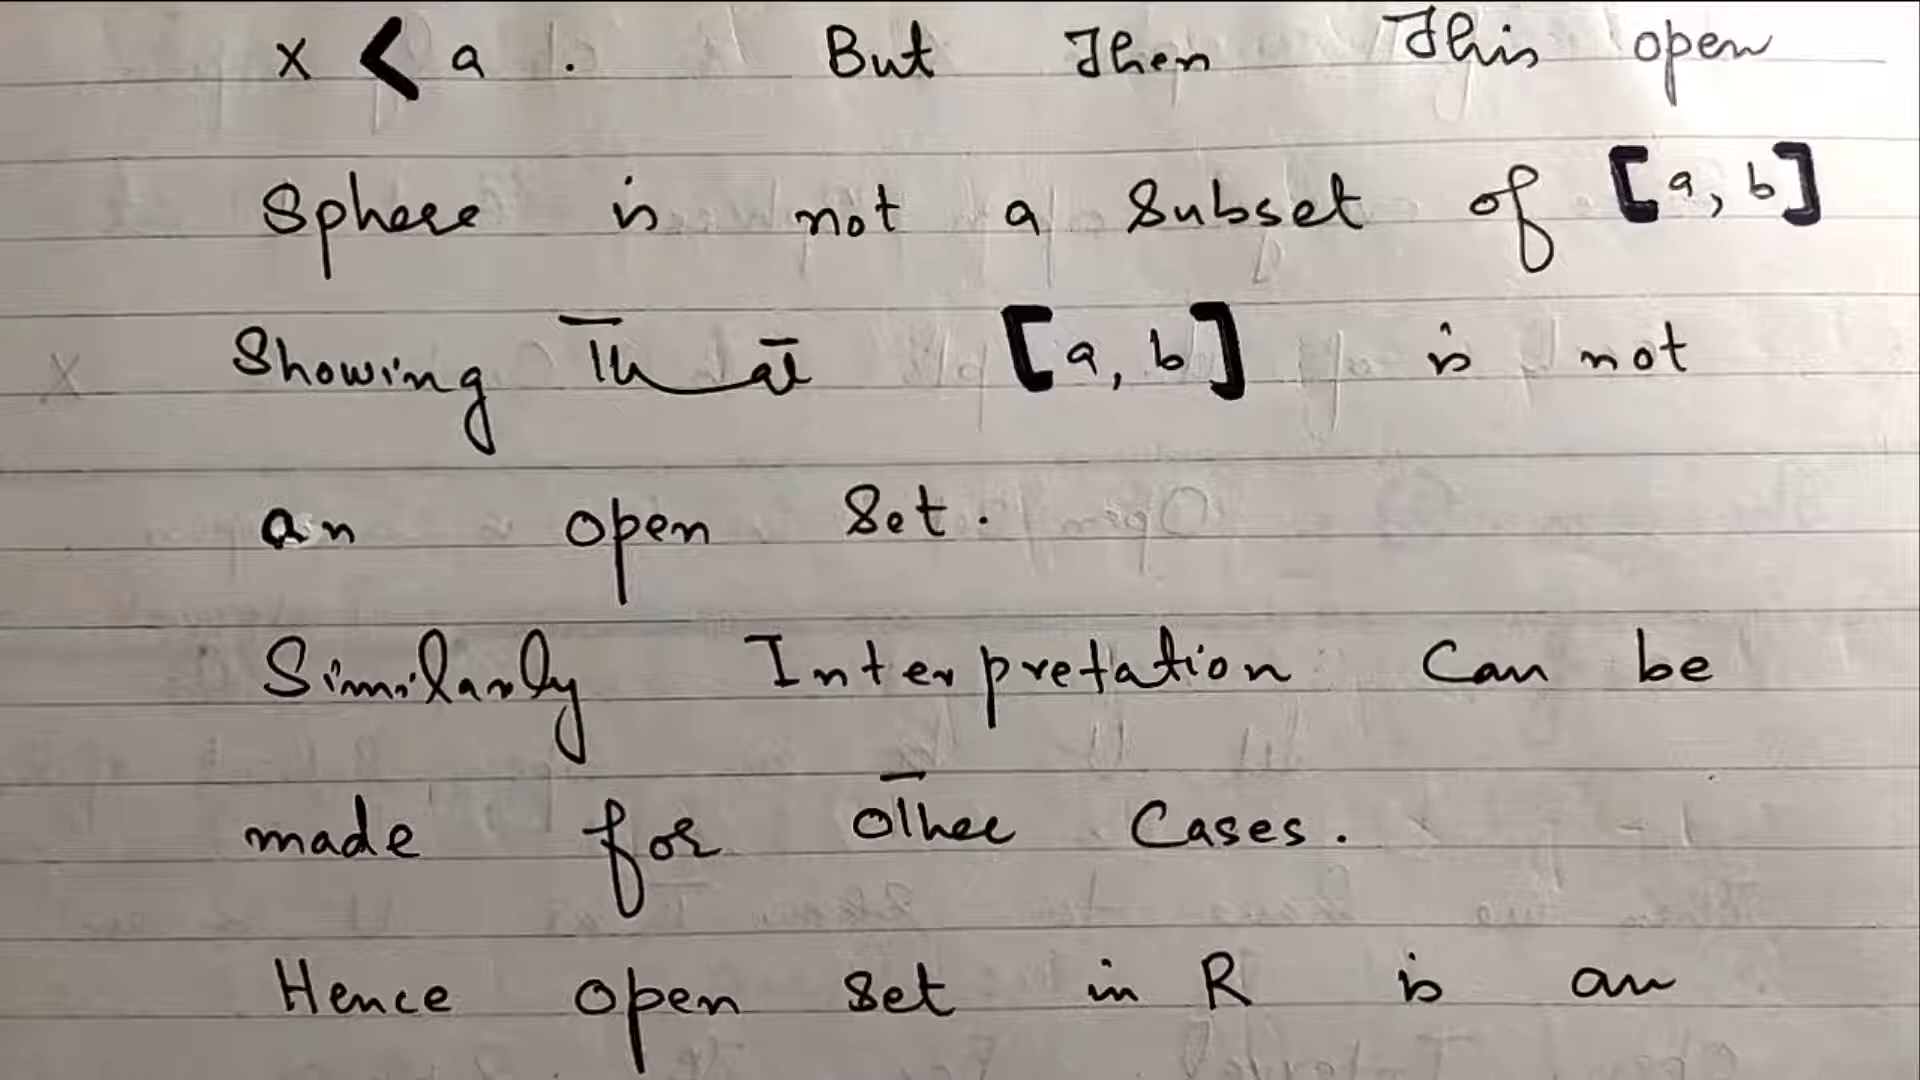 x < a . But Then This open
Sphere is not a Subset of [a, b]
Showing That [a, b] is not
an open Set.
Similarly Interpretation Can be
made for other Cases.
Hence open set in R is an